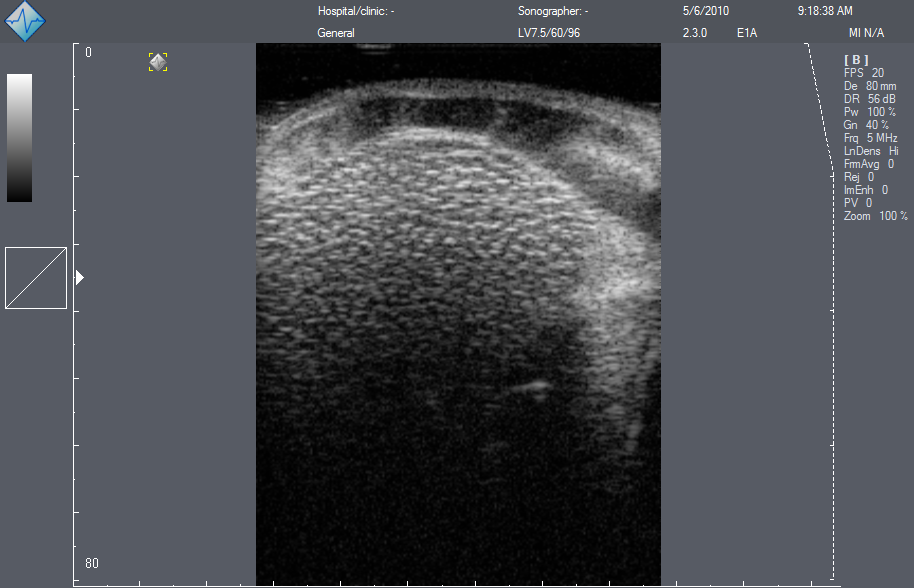 Hospital/clinic: - Sonographer: - 5/6/2010 9:18:38 AM
General LV7.5/60/96 2.3.0 E1A MI N/A
0
[ B ]
FPS 20
De 80 mm
DR 56 dB
Pw 100 %
Gn 40 %
Frq 5 MHz
LnDens Hi
FrmAvg 0
Rej 0
ImEnh 0
PV 0
Zoom 100 %
80